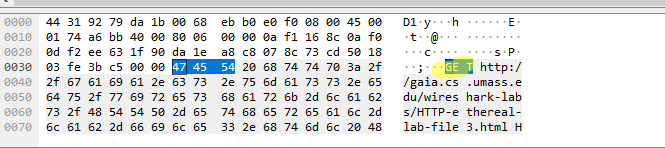 0000 44 31 92 79 da 1b 00 68 eb b0 e0 f0 08 00 45 00 D1·y···h ······E·
0010 01 74 a6 bb 40 00 80 06 00 00 0a f1 16 8c 0a f0 ·t··@··· ········
0020 0d f2 ee 63 1f 90 da 1e a8 c8 07 8c 73 cd 50 18 ···c···· ····s·P·
0030 03 fe 3b c5 00 00 47 45 54 20 68 74 74 70 3a 2f ··;···GE T http:/
0040 2f 67 61 69 61 2e 63 73 2e 75 6d 61 73 73 2e 65 /gaia.cs .umass.e
0050 64 75 2f 77 69 72 65 73 68 61 72 6b 2d 6c 61 62 du/wires hark-lab
0060 73 2f 48 54 54 50 2d 65 74 68 65 72 65 61 6c 2d s/HTTP-e thereal-
0070 6c 61 62 2d 66 69 6c 65 33 2e 68 74 6d 6c 20 48 lab-file 3.html H